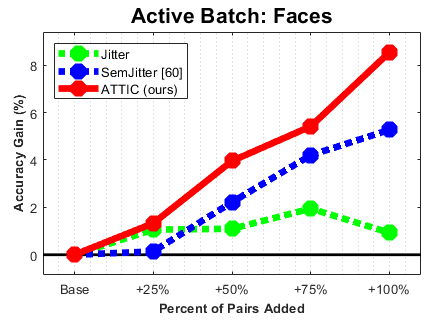 Active Batch: Faces
Jitter
SemJitter [60]
ATTIC (ours)
Accuracy Gain (%)
8
6
4
2
0
Base
+25%
+50%
+75%
+100%
Percent of Pairs Added